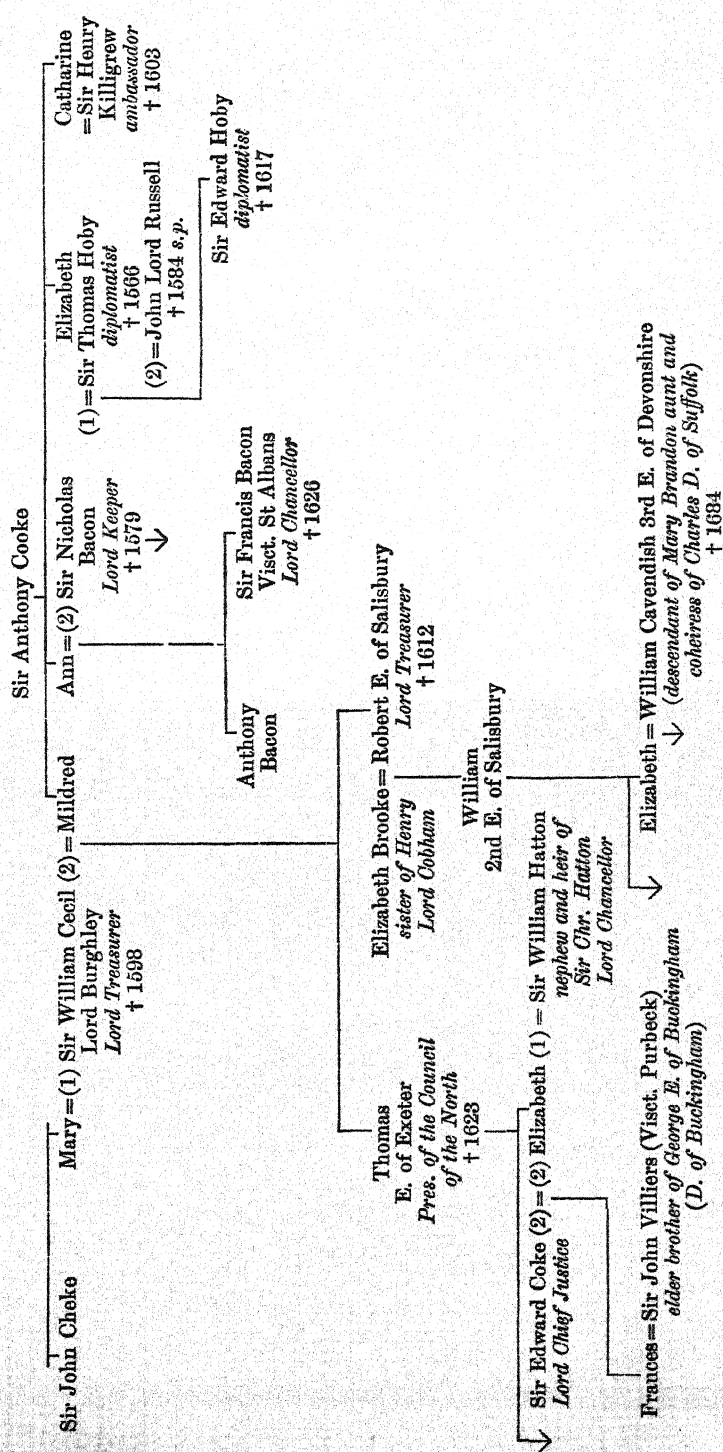 Sir Anthony Cooke
Sir John Cheke
Mary = (1) Sir William Cecil (2) = Mildred
Lord Burghley
Lord Treasurer
† 1598
Ann = (2) Sir Nicholas
Bacon
Lord Keeper
† 1579
Elizabeth
(1) = Sir Thomas Hoby
diplomatist
† 1566
(2) = John Lord Russell
† 1584 s.p.
Catharine
= Sir Henry
Killigrew
ambassador
† 1603
Anthony
Bacon
Sir Francis Bacon
Visct. St Albans
Lord Chancellor
† 1626
Sir Edward Hoby
diplomatist
† 1617
Thomas
E. of Exeter
Pres. of the Council
of the North
† 1623
Elizabeth Brooke = Robert E. of Salisbury
sister of Henry
Lord Cobham
Lord Treasurer
† 1612
William
2nd E. of Salisbury
Sir Edward Coke (2) = (2) Elizabeth (1) = Sir William Hatton
Lord Chief Justice
nephew and heir of
Sir Chr. Hatton
Lord Chancellor
Frances = Sir John Villiers (Visct. Purbeck)
elder brother of George E. of Buckingham
(D. of Buckingham)
Elizabeth = William Cavendish 3rd E. of Devonshire
(descendant of Mary Brandon aunt and
coheiress of Charles D. of Suffolk)
† 1684